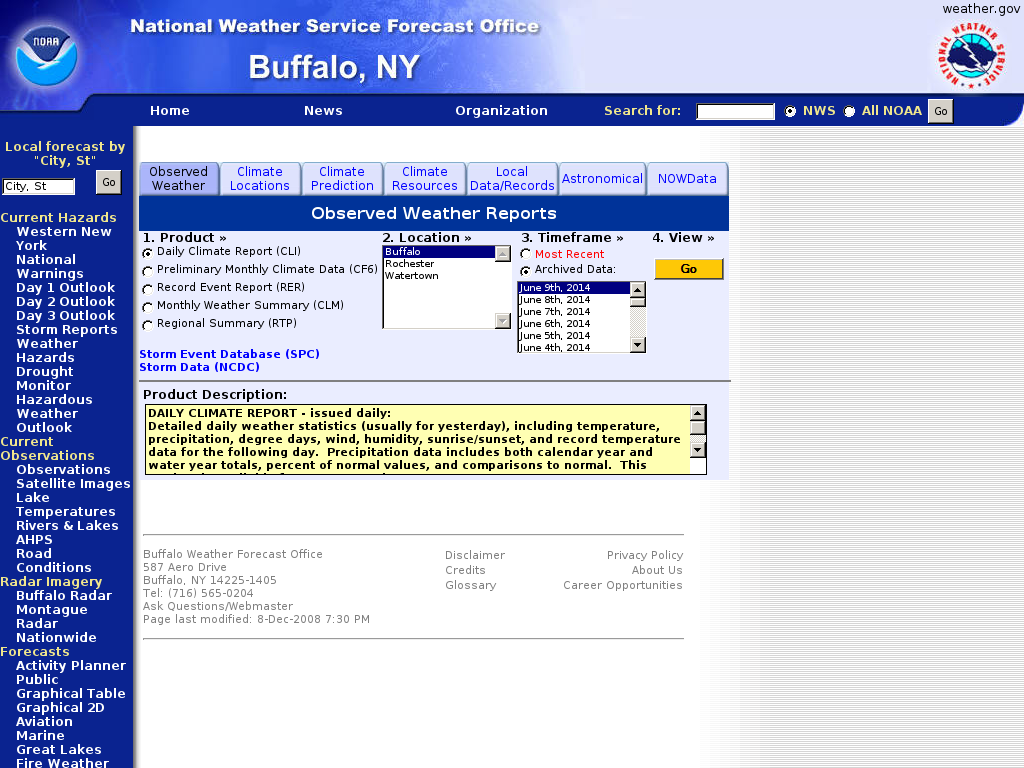 weather.gov
National Weather Service Forecast Office
NOAA
Buffalo, NY
NATIONAL WEATHER SERVICE
Home News Organization Search for: NWS All NOAA Go
Local forecast by
"City, St"
City, St Go
Current Hazards
Western New
York
National
Warnings
Day 1 Outlook
Day 2 Outlook
Day 3 Outlook
Storm Reports
Weather
Hazards
Drought
Monitor
Hazardous
Weather
Outlook
Current
Observations
Observations
Satellite Images
Lake
Temperatures
Rivers & Lakes
AHPS
Road
Conditions
Radar Imagery
Buffalo Radar
Montague
Radar
Nationwide
Forecasts
Activity Planner
Public
Graphical Table
Graphical 2D
Aviation
Marine
Great Lakes
Fire Weather
Observed
Weather
Climate
Locations
Climate
Prediction
Climate
Resources
Local
Data/Records
Astronomical
NOWData
Observed Weather Reports
1. Product »
Daily Climate Report (CLI)
Preliminary Monthly Climate Data (CF6)
Record Event Report (RER)
Monthly Weather Summary (CLM)
Regional Summary (RTP)
Storm Event Database (SPC)
Storm Data (NCDC)
2. Location »
Buffalo
Rochester
Watertown
3. Timeframe »
Most Recent
Archived Data:
June 9th, 2014
June 8th, 2014
June 7th, 2014
June 6th, 2014
June 5th, 2014
June 4th, 2014
4. View »
Go
Product Description:
DAILY CLIMATE REPORT - issued daily:
Detailed daily weather statistics (usually for yesterday), including temperature,
precipitation, degree days, wind, humidity, sunrise/sunset, and record temperature
data for the following day. Precipitation data includes both calendar year and
water year totals, percent of normal values, and comparisons to normal. This
Buffalo Weather Forecast Office
587 Aero Drive
Buffalo, NY 14225-1405
Tel: (716) 565-0204
Ask Questions/Webmaster
Page last modified: 8-Dec-2008 7:30 PM
Disclaimer
Credits
Glossary
Privacy Policy
About Us
Career Opportunities